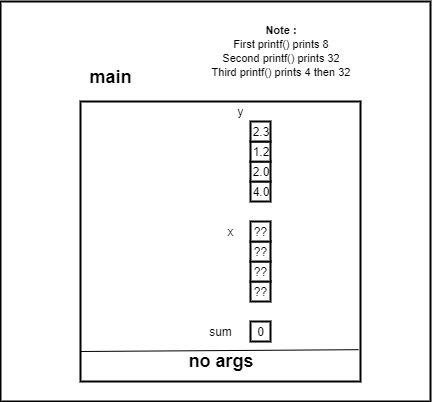 Note :
First printf() prints 8
Second printf() prints 32
Third printf() prints 4 then 32
main
y
2.3
1.2
2.0
4.0
x ??
??
??
??
sum 0
no args